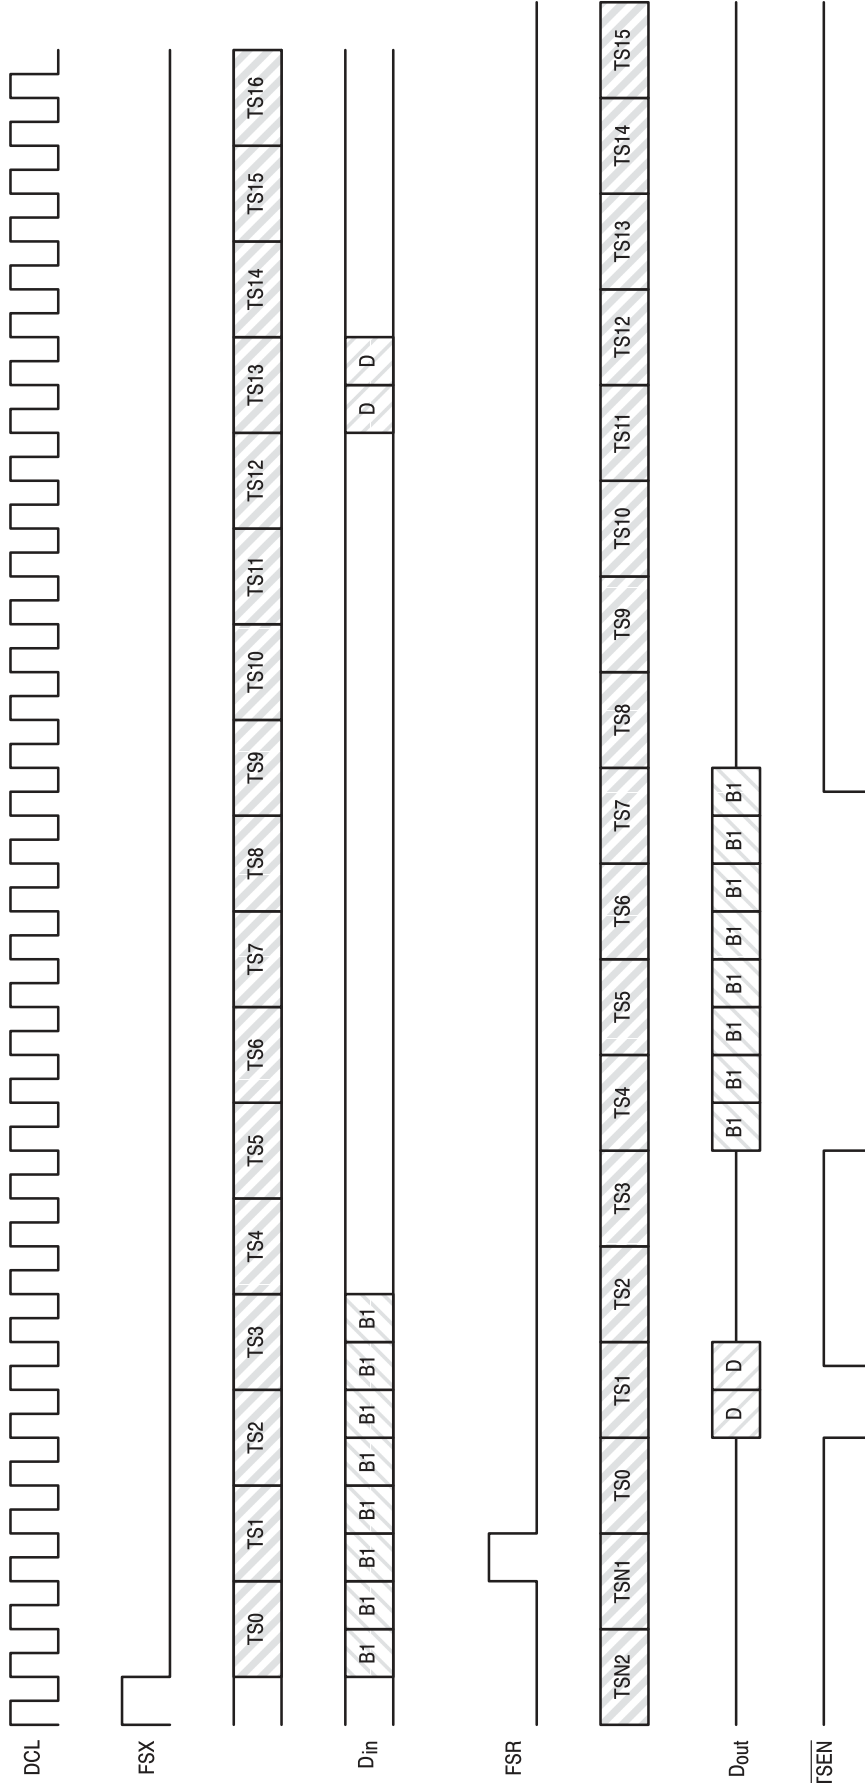 DCL
FSX
TS0 TS1 TS2 TS3 TS4 TS5 TS6 TS7 TS8 TS9 TS10 TS11 TS12 TS13 TS14 TS15 TS16
Din B1 B1 B1 B1 B1 B1 B1 B1 D D
FSR
TSN2 TSN1 TS0 TS1 TS2 TS3 TS4 TS5 TS6 TS7 TS8 TS9 TS10 TS11 TS12 TS13 TS14 TS15
Dout D D B1 B1 B1 B1 B1 B1 B1 B1
TSEN